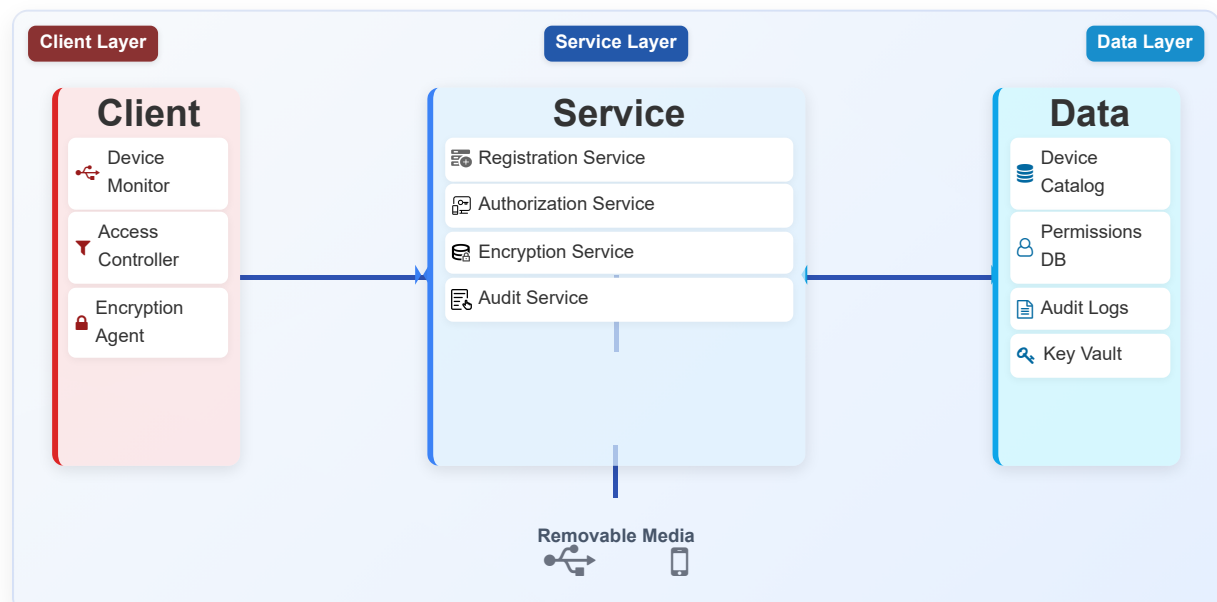 Client Layer
Service Layer
Data Layer
Client
Device
Monitor
Access
Controller
Encryption
Agent
Service
Registration Service
Authorization Service
Encryption Service
Audit Service
Data
Device
Catalog
Permissions
DB
Audit Logs
Key Vault
Removable Media